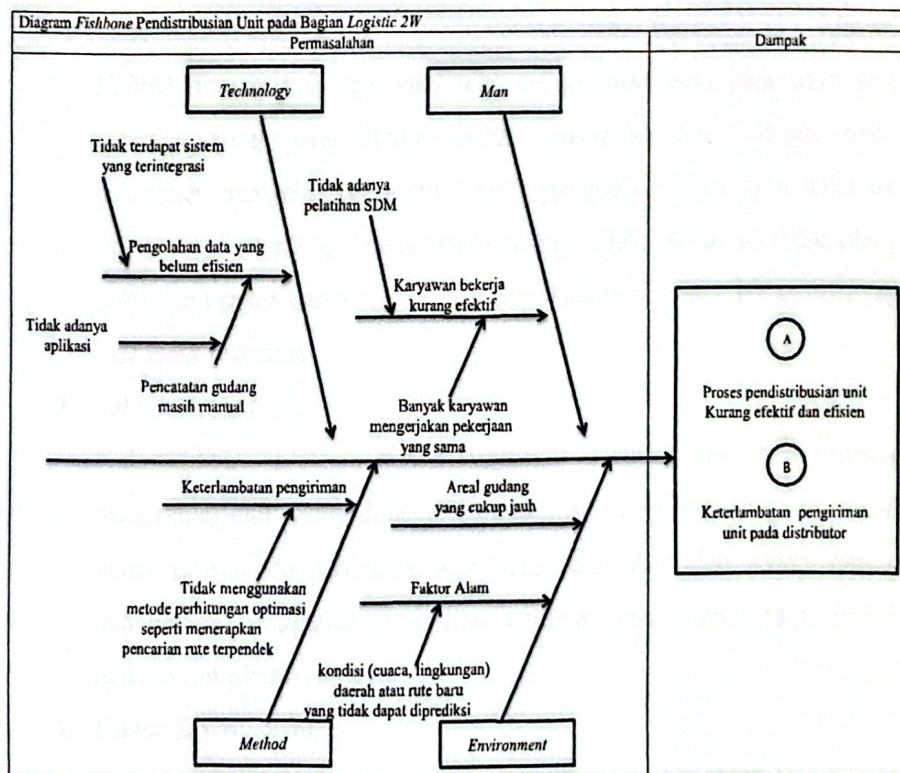 Diagram Fishbone Pendistribusian Unit pada Bagian Logistic 2W
Permasalahan
Dampak
Technology
Man
Tidak terdapat sistem
yang terintegrasi
Tidak adanya
pelatihan SDM
Pengolahan data yang
belum efisien
Karyawan bekerja
kurang efektif
Tidak adanya
aplikasi
Pencatatan gudang
masih manual
Banyak karyawan
mengerjakan pekerjaan
yang sama
A
Proses pendistribusian unit
Kurang efektif dan efisien
B
Keterlambatan pengiriman
unit pada distributor
Keterlambatan pengiriman
Areal gudang
yang cukup jauh
Tidak menggunakan
metode perhitungan optimasi
seperti menerapkan
pencarian rute terpendek
Faktor Alam
kondisi (cuaca, lingkungan)
daerah atau rute baru
yang tidak dapat diprediksi
Method
Environment